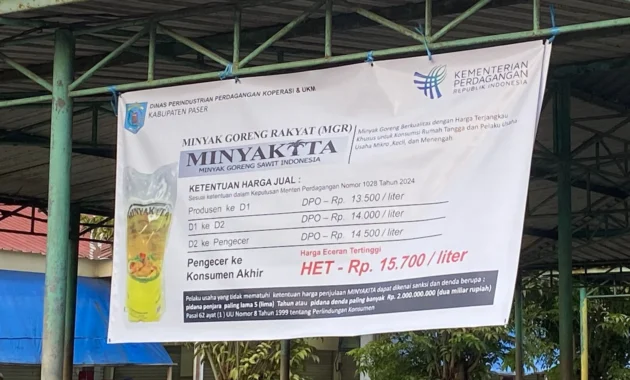 DINAS PERINDUSTRIAN PERDAGANGAN KOPERASI & UKM
KABUPATEN PASER
KEMENTERIAN
PERDAGANGAN
REPUBLIK INDONESIA
MINYAK GORENG RAKYAT (MGR)
MINYAKITA
MINYAK GORENG SAWIT INDONESIA
Minyak Goreng Berkualitas dengan Harga Terjangkau
Khusus untuk Konsumsi Rumah Tangga dan Pelaku Usaha
Usaha Mikro, Kecil, dan Menengah.
KETENTUAN HARGA JUAL :
Sesuai ketentuan dalam Keputusan Mentan Perdagangan Nomor 1028 Tahun 2024
Produsen ke D1 DPO – Rp. 13.500 / liter
D1 ke D2 DPO – Rp. 14.000 / liter
D2 ke Pengecer DPO – Rp. 14 500 / liter
Pengecer ke
Konsumen Akhir
Harga Eceran Tertinggi
HET - Rp. 15.700 / liter
MINYAKITA
Pelaku usaha yang tidak mematuhi ketentuan harga penjualaan MINYAKITA dapat dikenai sanksi dan denda berupa :
pidana penjara paling lama 5 (lima) Tahun atau pidana denda paling banyak Rp. 2.000.000.000 (dua miliar rupiah)
Pasal 62 ayat (1) UU Nomor 8 Tahun 1999 tentang Perlindungan Konsumen